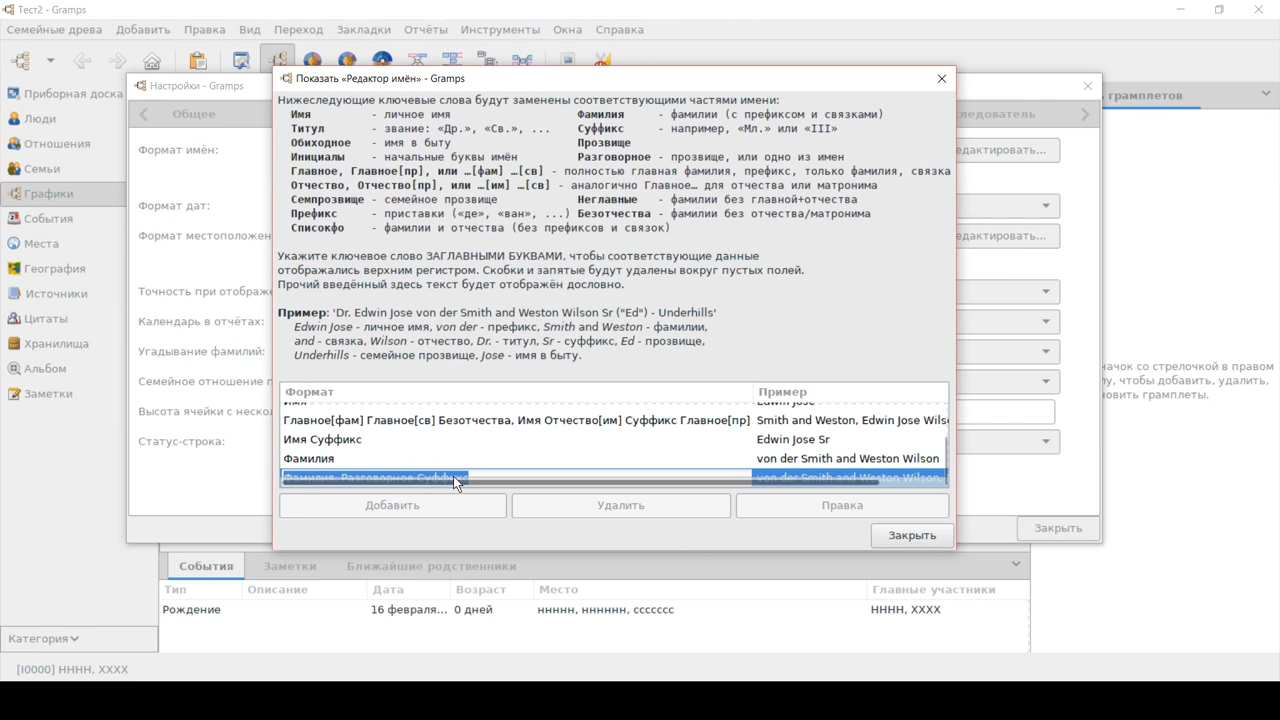 Тест2 - Gramps
Семейные древа Добавить Правка Вид Переход Закладки Отчёты Инструменты Окна Справка
Настройки - Gramps
Показать «Редактор имён» - Gramps
Приборная доска
Люди
Отношения
Семьи
Графики
События
Места
География
Источники
Цитаты
Хранилища
Альбом
Заметки
Категория
Общее
Формат имён:
Формат дат:
Формат местоположен
Точность при отображе
Календарь в отчётах:
Угадывание фамилий:
Семейное отношение п
Высота ячейки с неско
Статус-строка:
Нижеследующие ключевые слова будут заменены соответствующими частями имени:
Имя - личное имя Фамилия - фамилии (с префиксом и связками)
Титул - звание: «Др.», «Св.», ... Суффикс - например, «Мл.» или «III»
Обиходное - имя в быту Прозвище
Инициалы - начальные буквы имён Разговорное - прозвище, или одно из имен
Главное, Главное[пр], или …[фам] …[св] - полностью главная фамилия, префикс, только фамилия, связка
Отчество, Отчество[пр], или …[им] …[св] - аналогично Главное… для отчества или матронима
Семпрозвище - семейное прозвище Неглавные - фамилии без главной+отчества
Префикс - приставки («де», «ван», ...) Безотчества - фамилии без отчества/матронима
Списокфо - фамилии и отчества (без префиксов и связок)
Укажите ключевое слово ЗАГЛАВНЫМИ БУКВАМИ, чтобы соответствующие данные
отображались верхним регистром. Скобки и запятые будут удалены вокруг пустых полей.
Прочий введённый здесь текст будет отображён дословно.
Пример: 'Dr. Edwin Jose von der Smith and Weston Wilson Sr ("Ed") - Underhills'
Edwin Jose - личное имя, von der - префикс, Smith and Weston - фамилии,
and - связка, Wilson - отчество, Dr. - титул, Sr - суффикс, Ed - прозвище,
Underhills - семейное прозвище, Jose - имя в быту.
Формат Пример
Имя Edwin Jose
Главное[фам] Главное[св] Безотчества, Имя Отчество[им] Суффикс Главное[пр] Smith and Weston, Edwin Jose Wils
Имя Суффикс Edwin Jose Sr
Фамилия von der Smith and Weston Wilson
Фамилия, Разговорное Суффикс von der Smith and Weston Wilson,
Добавить Удалить Правка
Закрыть
ледователь
едактировать...
едактировать...
Закрыть
грамплетов
начок со стрелочкой в правом
лу, чтобы добавить, удалить,
новить грамплеты.
События Заметки Ближайшие родственники
Тип Описание Дата Возраст Место Главные участники
Рождение 16 февраля... 0 дней ннннн, нннннн, ссссссс НННН, ХХХХ
[I0000] НННН, ХХХХ